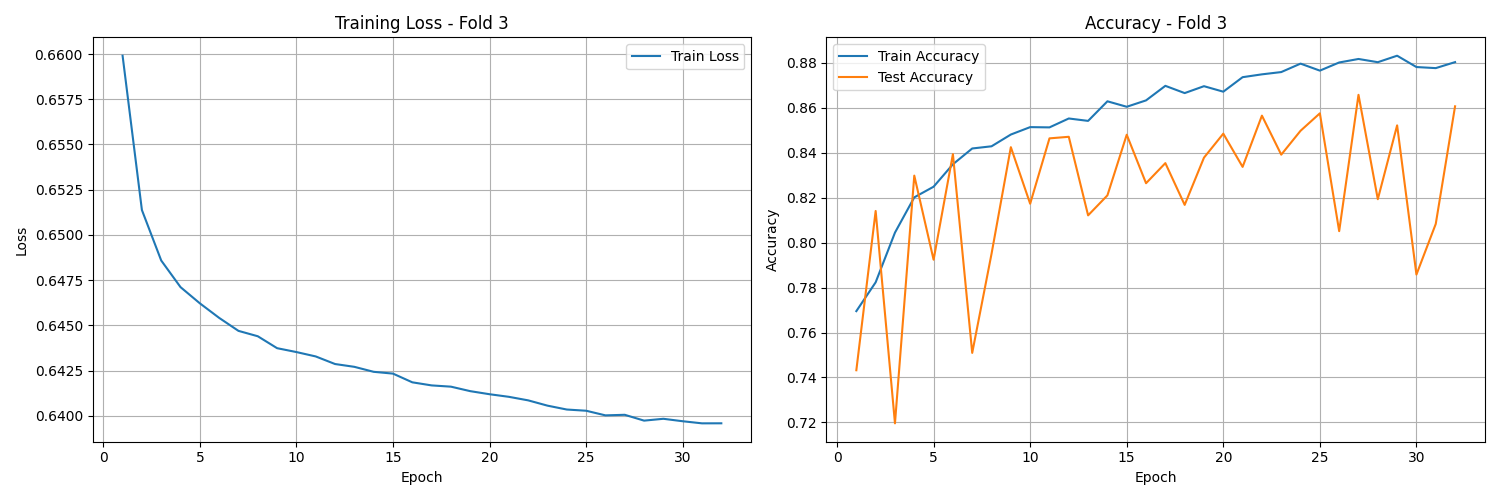 Training Loss - Fold 3
Train Loss
0.6600
0.6575
0.6550
0.6525
0.6500
0.6475
0.6450
0.6425
0.6400
Loss
0 5 10 15 20 25 30
Epoch
Accuracy - Fold 3
Train Accuracy
Test Accuracy
0.88
0.86
0.84
0.82
0.80
0.78
0.76
0.74
0.72
Accuracy
0 5 10 15 20 25 30
Epoch